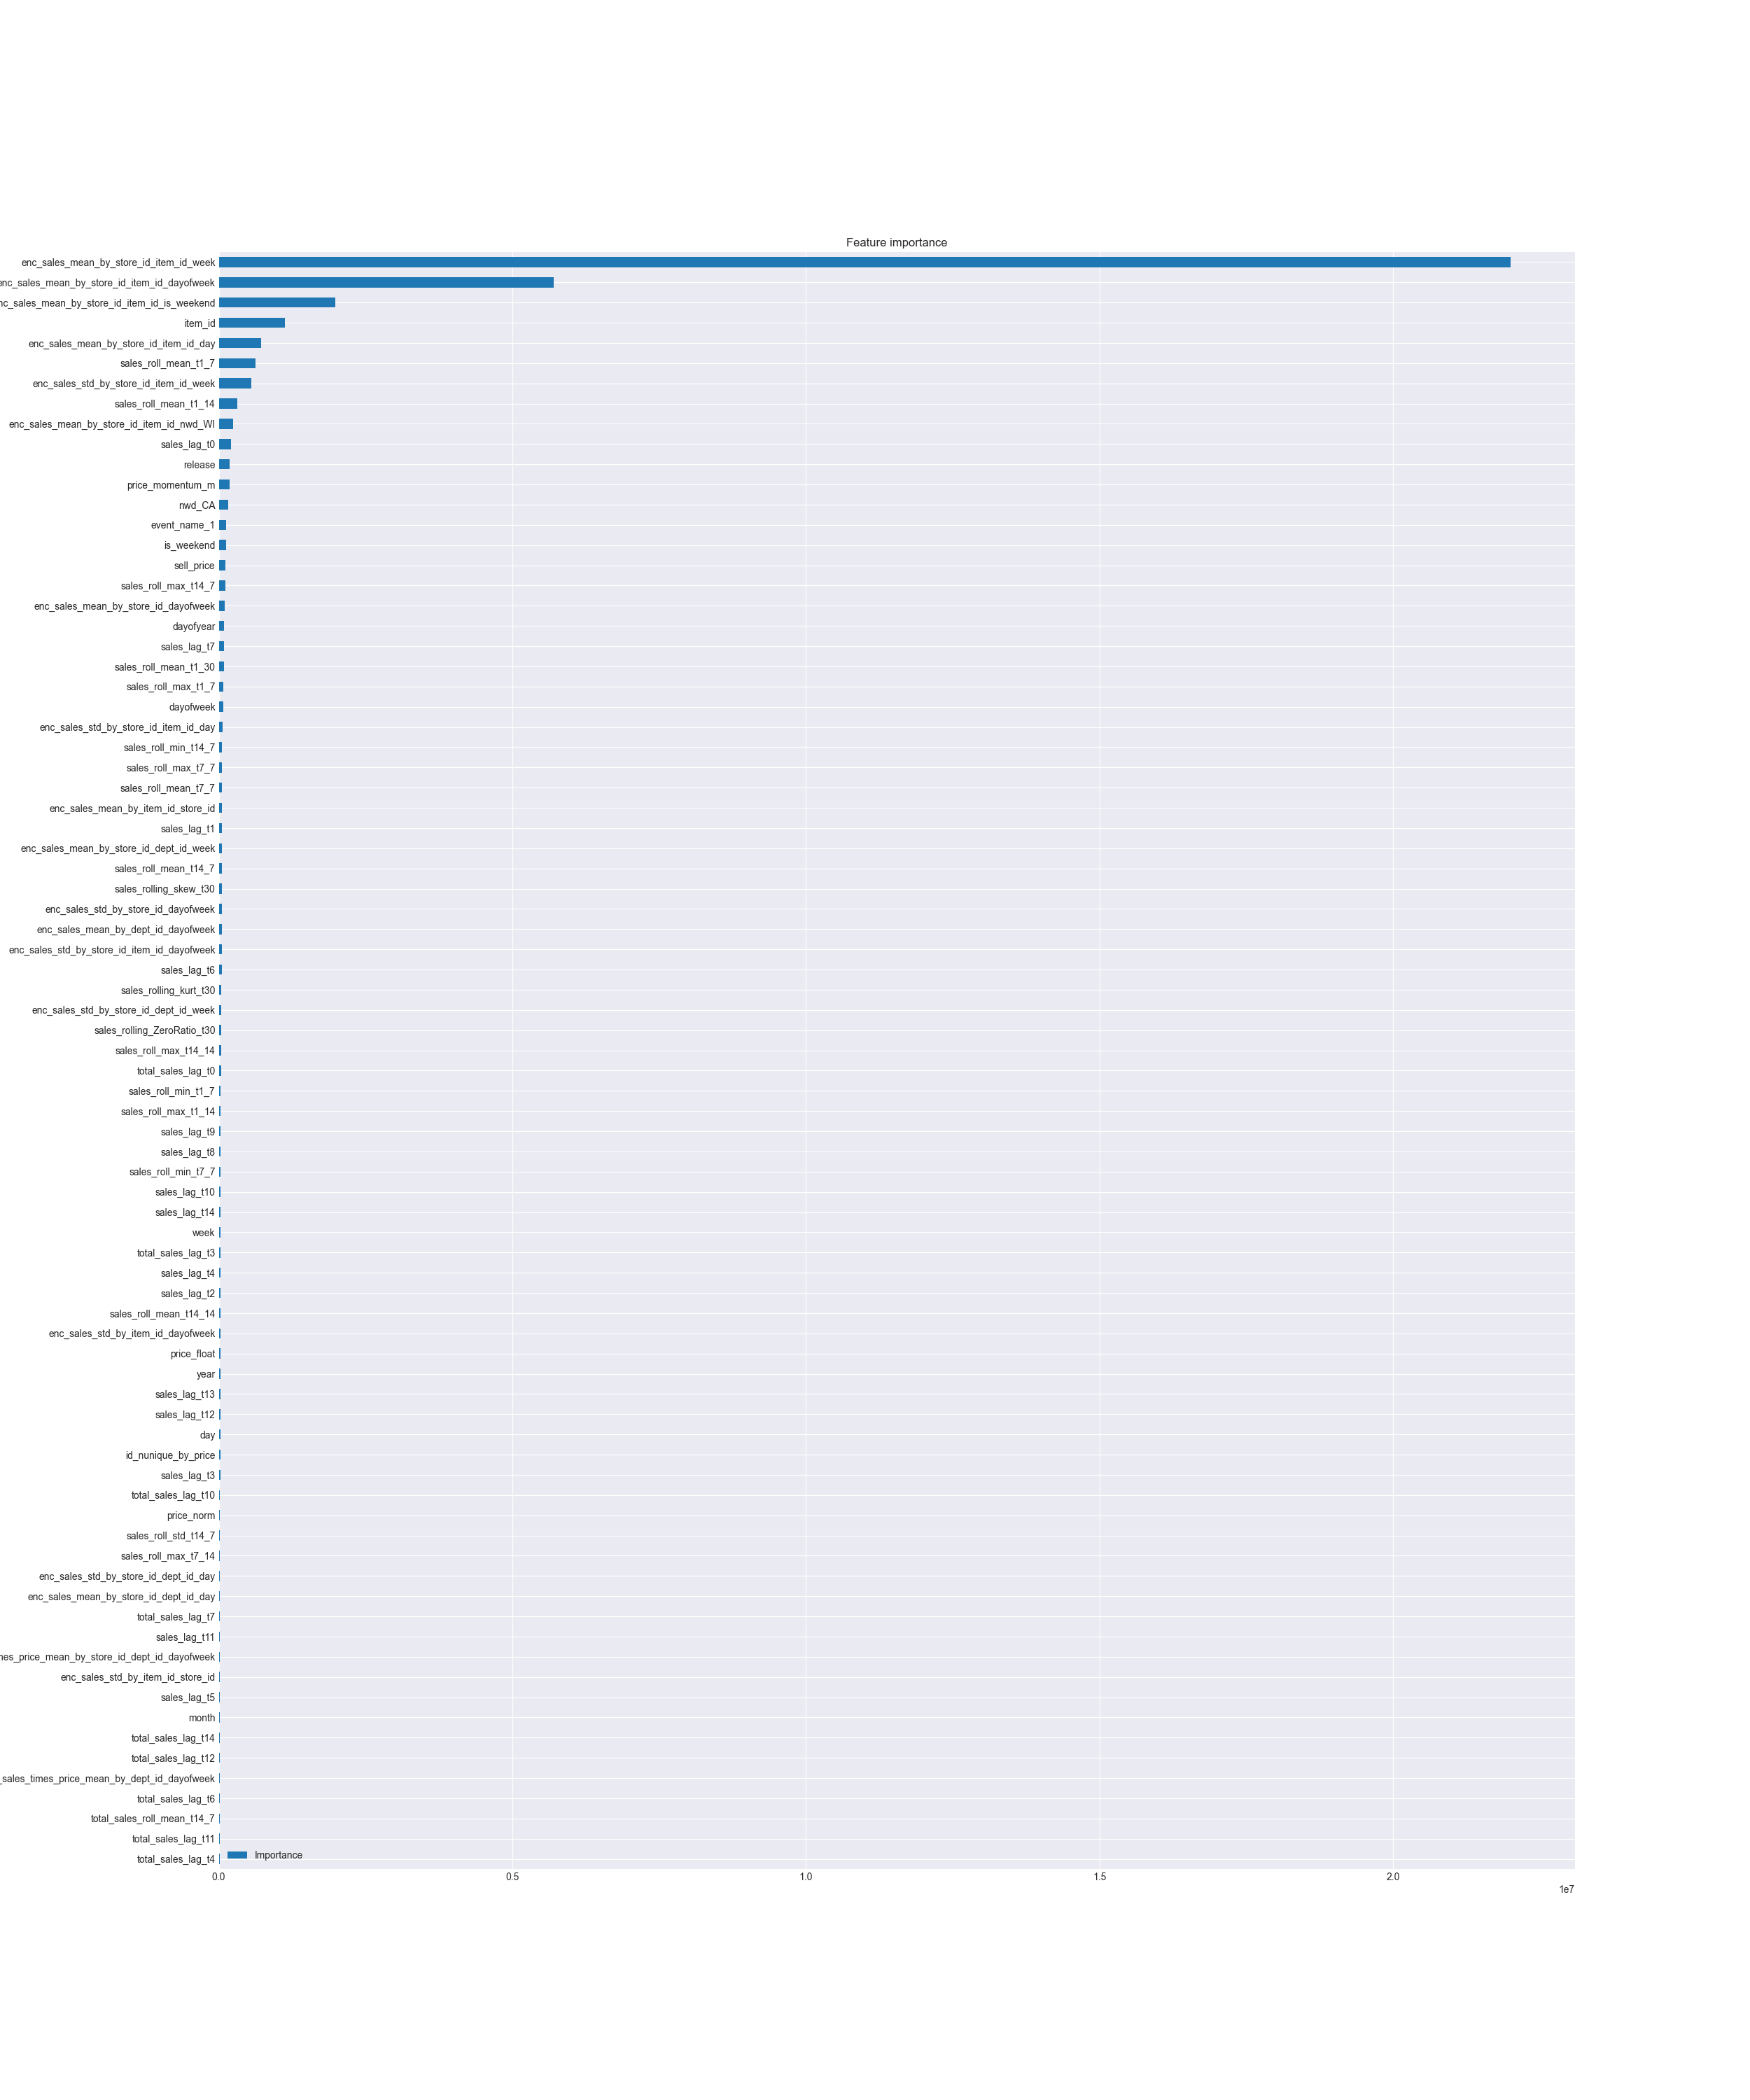 Feature importance
enc_sales_mean_by_store_id_item_id_week
enc_sales_mean_by_store_id_item_id_dayofweek
nc_sales_mean_by_store_id_item_id_is_weekend
item_id
enc_sales_mean_by_store_id_item_id_day
sales_roll_mean_t1_7
enc_sales_std_by_store_id_item_id_week
sales_roll_mean_t1_14
enc_sales_mean_by_store_id_item_id_nwd_WI
sales_lag_t0
release
price_momentum_m
nwd_CA
event_name_1
is_weekend
sell_price
sales_roll_max_t14_7
enc_sales_mean_by_store_id_dayofweek
dayofyear
sales_lag_t7
sales_roll_mean_t1_30
sales_roll_max_t1_7
dayofweek
enc_sales_std_by_store_id_item_id_day
sales_roll_min_t14_7
sales_roll_max_t7_7
sales_roll_mean_t7_7
enc_sales_mean_by_item_id_store_id
sales_lag_t1
enc_sales_mean_by_store_id_dept_id_week
sales_roll_mean_t14_7
sales_rolling_skew_t30
enc_sales_std_by_store_id_dayofweek
enc_sales_mean_by_dept_id_dayofweek
enc_sales_std_by_store_id_item_id_dayofweek
sales_lag_t6
sales_rolling_kurt_t30
enc_sales_std_by_store_id_dept_id_week
sales_rolling_ZeroRatio_t30
sales_roll_max_t14_14
total_sales_lag_t0
sales_roll_min_t1_7
sales_roll_max_t1_14
sales_lag_t9
sales_lag_t8
sales_roll_min_t7_7
sales_lag_t10
sales_lag_t14
week
total_sales_lag_t3
sales_lag_t4
sales_lag_t2
sales_roll_mean_t14_14
enc_sales_std_by_item_id_dayofweek
price_float
year
sales_lag_t13
sales_lag_t12
day
id_nunique_by_price
sales_lag_t3
total_sales_lag_t10
price_norm
sales_roll_std_t14_7
sales_roll_max_t7_14
enc_sales_std_by_store_id_dept_id_day
enc_sales_mean_by_store_id_dept_id_day
total_sales_lag_t7
sales_lag_t11
nes_price_mean_by_store_id_dept_id_dayofweek
enc_sales_std_by_item_id_store_id
sales_lag_t5
month
total_sales_lag_t14
total_sales_lag_t12
_sales_times_price_mean_by_dept_id_dayofweek
total_sales_lag_t6
total_sales_roll_mean_t14_7
total_sales_lag_t11
total_sales_lag_t4
Importance
0.0 0.5 1.0 1.5 2.0
1e7